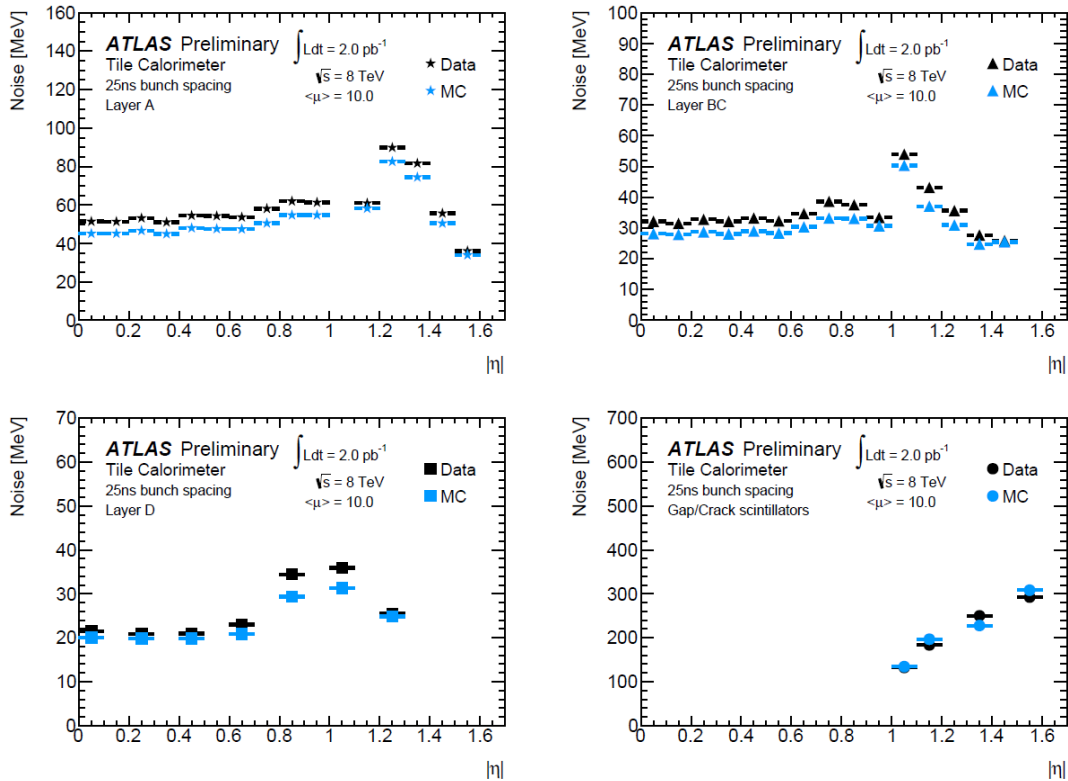 Noise [MeV]
160
140
120
100
80
60
40
20
0
0 0.2 0.4 0.6 0.8 1 1.2 1.4 1.6
|η|
ATLAS Preliminary
Tile Calorimeter
25ns bunch spacing
Layer A
∫Ldt = 2.0 pb⁻¹
√s = 8 TeV
<μ> = 10.0
Data
MC
Noise [MeV]
100
90
80
70
60
50
40
30
20
10
0
0 0.2 0.4 0.6 0.8 1 1.2 1.4 1.6
|η|
ATLAS Preliminary
Tile Calorimeter
25ns bunch spacing
Layer BC
∫Ldt = 2.0 pb⁻¹
√s = 8 TeV
<μ> = 10.0
Data
MC
Noise [MeV]
70
60
50
40
30
20
10
0
0 0.2 0.4 0.6 0.8 1 1.2 1.4 1.6
|η|
ATLAS Preliminary
Tile Calorimeter
25ns bunch spacing
Layer D
∫Ldt = 2.0 pb⁻¹
√s = 8 TeV
<μ> = 10.0
Data
MC
Noise [MeV]
700
600
500
400
300
200
100
0
0 0.2 0.4 0.6 0.8 1 1.2 1.4 1.6
|η|
ATLAS Preliminary
Tile Calorimeter
25ns bunch spacing
Gap/Crack scintillators
∫Ldt = 2.0 pb⁻¹
√s = 8 TeV
<μ> = 10.0
Data
MC